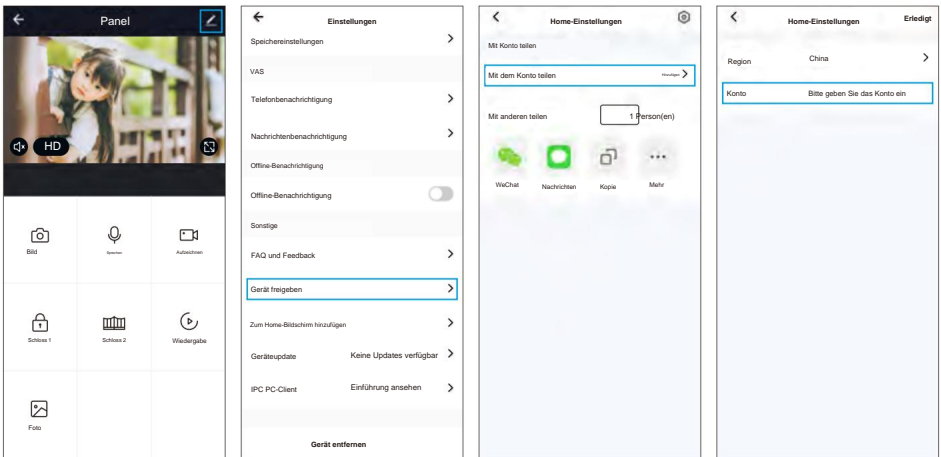 Panel
HD
Bild
Sprechen
Aufzeichnen
Schloss 1
Schloss 2
Wiedergabe
Foto
Einstellungen
Speichereinstellungen
VAS
Telefonbenachrichtigung
Nachrichtenbenachrichtigung
Offline-Benachrichtigung
Offline-Benachrichtigung
Sonstige
FAQ und Feedback
Gerät freigeben
Zum Home-Bildschirm hinzufügen
Geräteupdate Keine Updates verfügbar
IPC PC-Client Einführung ansehen
Gerät entfernen
Home-Einstellungen
Mit Konto teilen
Mit dem Konto teilen Hinzufügen
Mit anderen teilen 1 Person(en)
WeChat Nachrichten Kopie Mehr
Home-Einstellungen Erledigt
Region China
Konto Bitte geben Sie das Konto ein